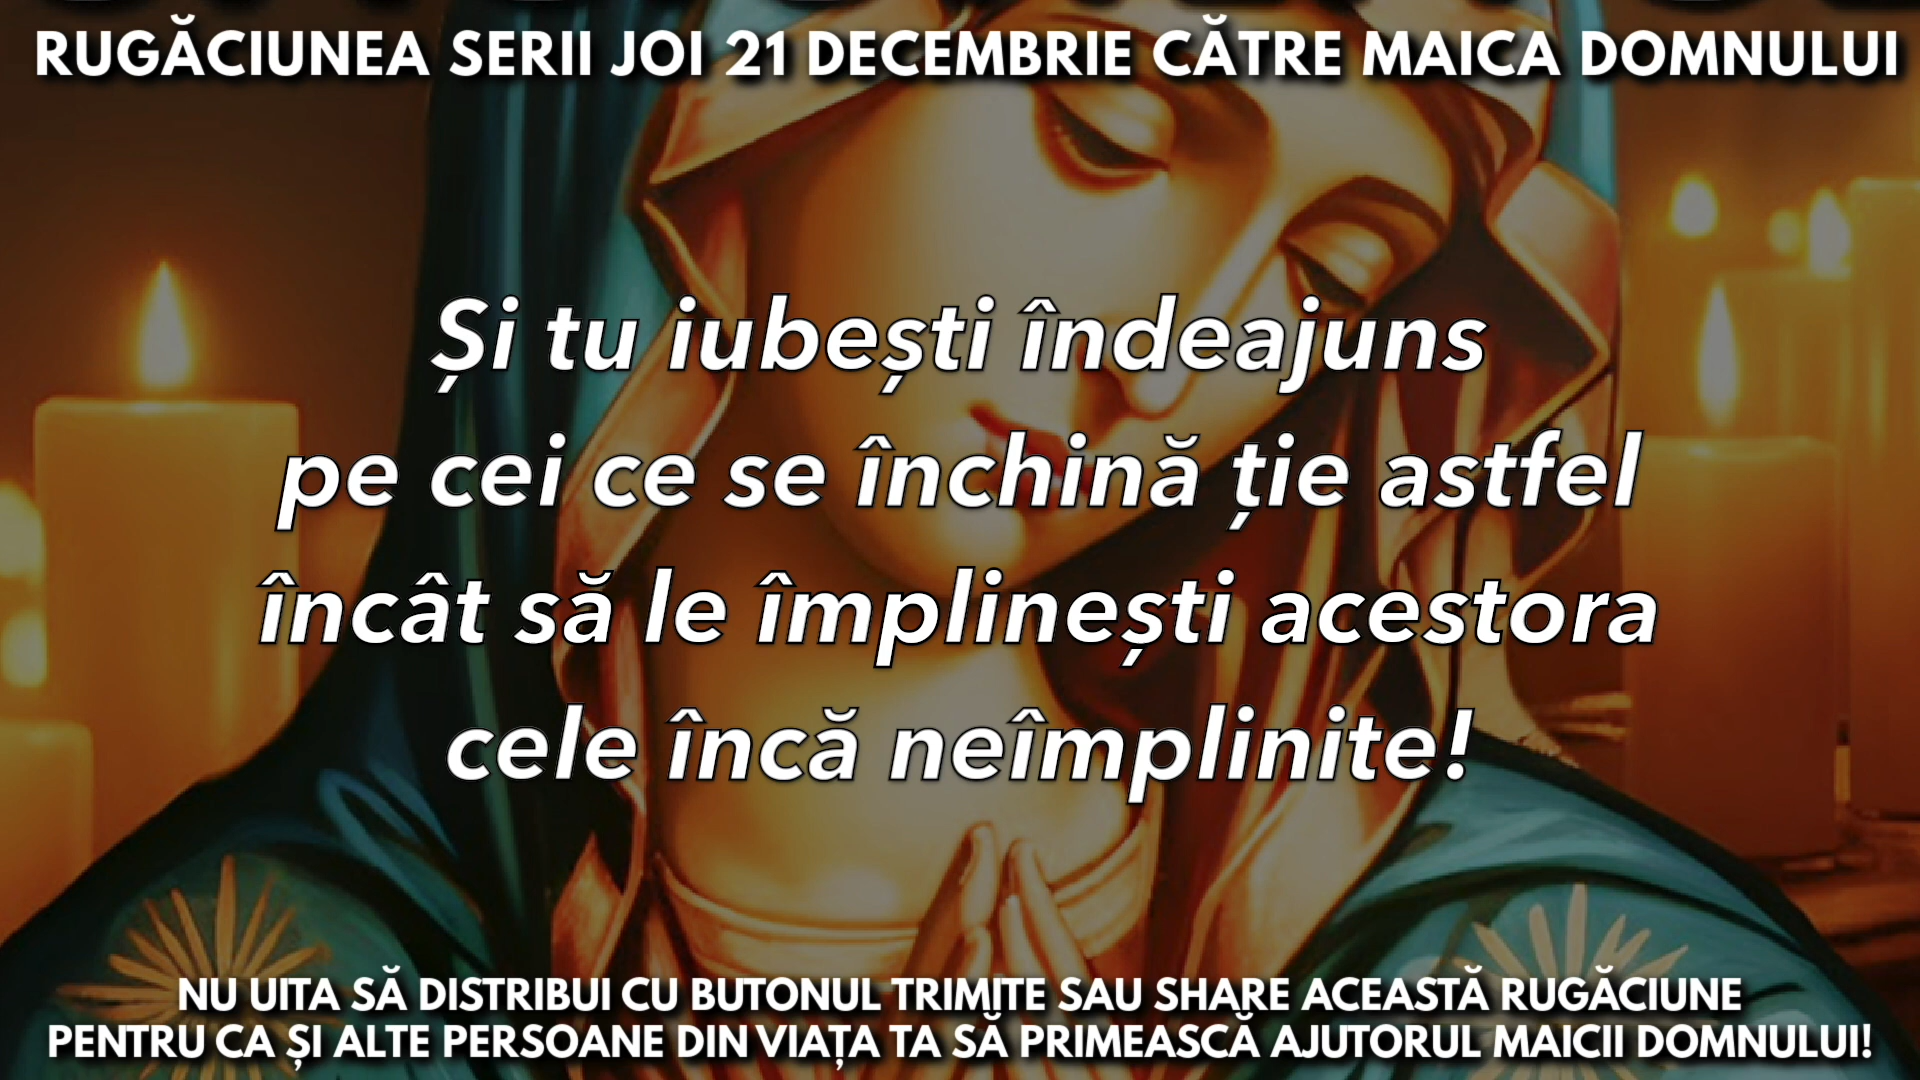 RUGĂCIUNEA SERII JOI 21 DECEMBRIE CĂTRE MAICA DOMNULUI
Și tu iubești îndeajuns
pe cei ce se închină ție astfel
încât să le împlinești acestora
cele încă neîmplinite!
NU UITA SĂ DISTRIBUI CU BUTONUL TRIMITE SAU SHARE ACEASTĂ RUGĂCIUNE
PENTRU CA ȘI ALTE PERSOANE DIN VIAȚA TA SĂ PRIMEASCĂ AJUTORUL MAICII DOMNULUI!